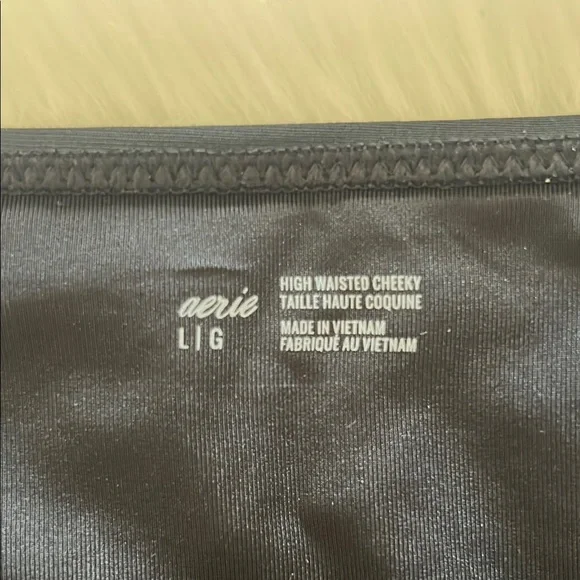 aerie
L | G
HIGH WAISTED CHEEKY
TAILLE HAUTE COQUINE
MADE IN VIETNAM
FABRIQUÉ AU VIETNAM